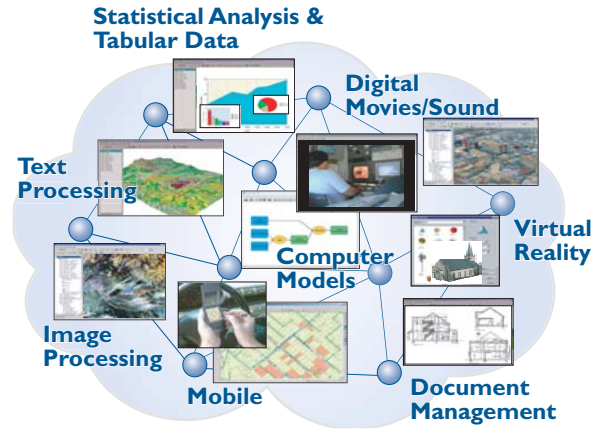 Statistical Analysis &
Tabular Data
Digital
Movies/Sound
Text
Processing
Virtual
Reality
Computer
Models
Image
Processing
Mobile
Document
Management